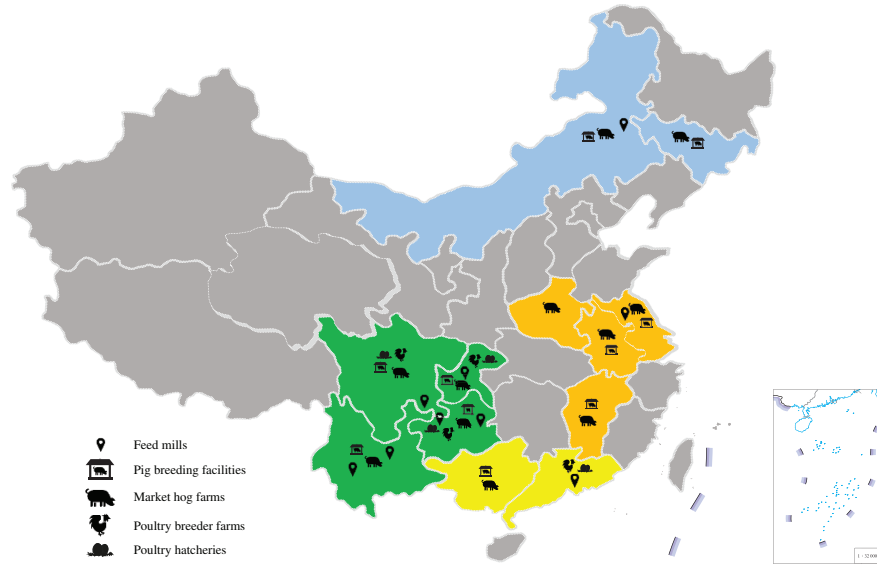 Feed mills
Pig breeding facilities
Market hog farms
Poultry breeder farms
Poultry hatcheries